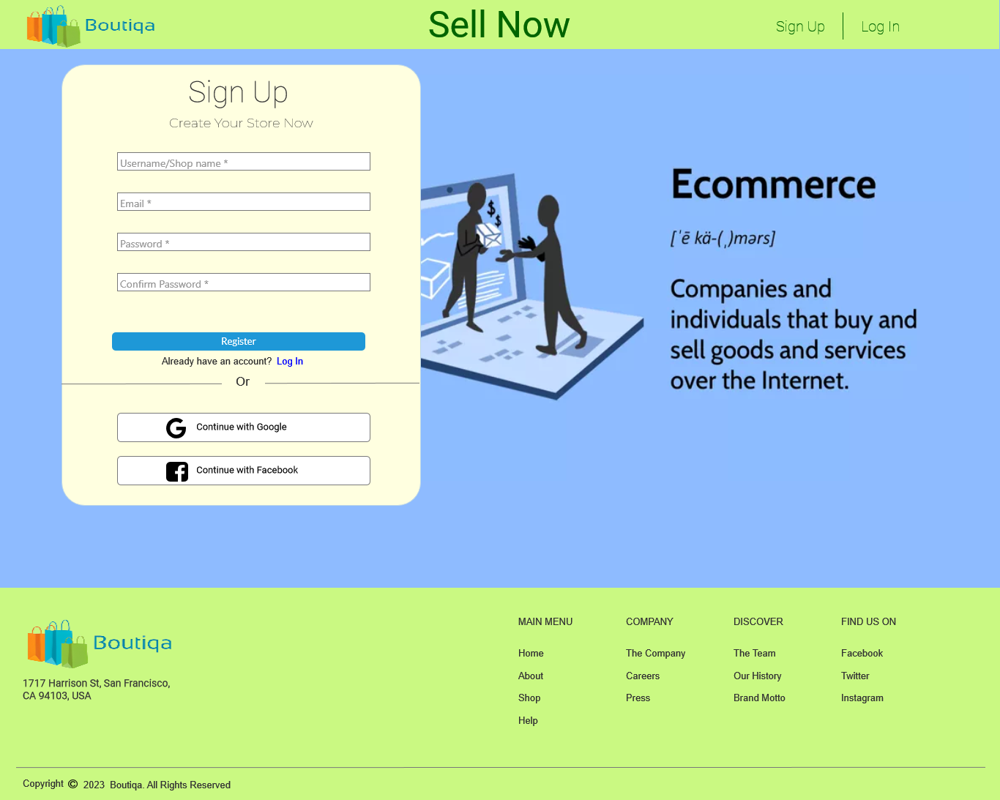 Boutiqa
Sell Now
Sign Up
Log In
Sign Up
Create Your Store Now
Username/Shop name *
Email *
Password *
Confirm Password *
Register
Already have an account? Log In
Or
Continue with Google
Continue with Facebook
$
$
Ecommerce
[ˈē kä-(ˌ)mərs]
Companies and
individuals that buy and
sell goods and services
over the Internet.
Boutiqa
1717 Harrison St, San Francisco,
CA 94103, USA
MAIN MENU
Home
About
Shop
Help
COMPANY
The Company
Careers
Press
DISCOVER
The Team
Our History
Brand Motto
FIND US ON
Facebook
Twitter
Instagram
Copyright © 2023 Boutiqa. All Rights Reserved